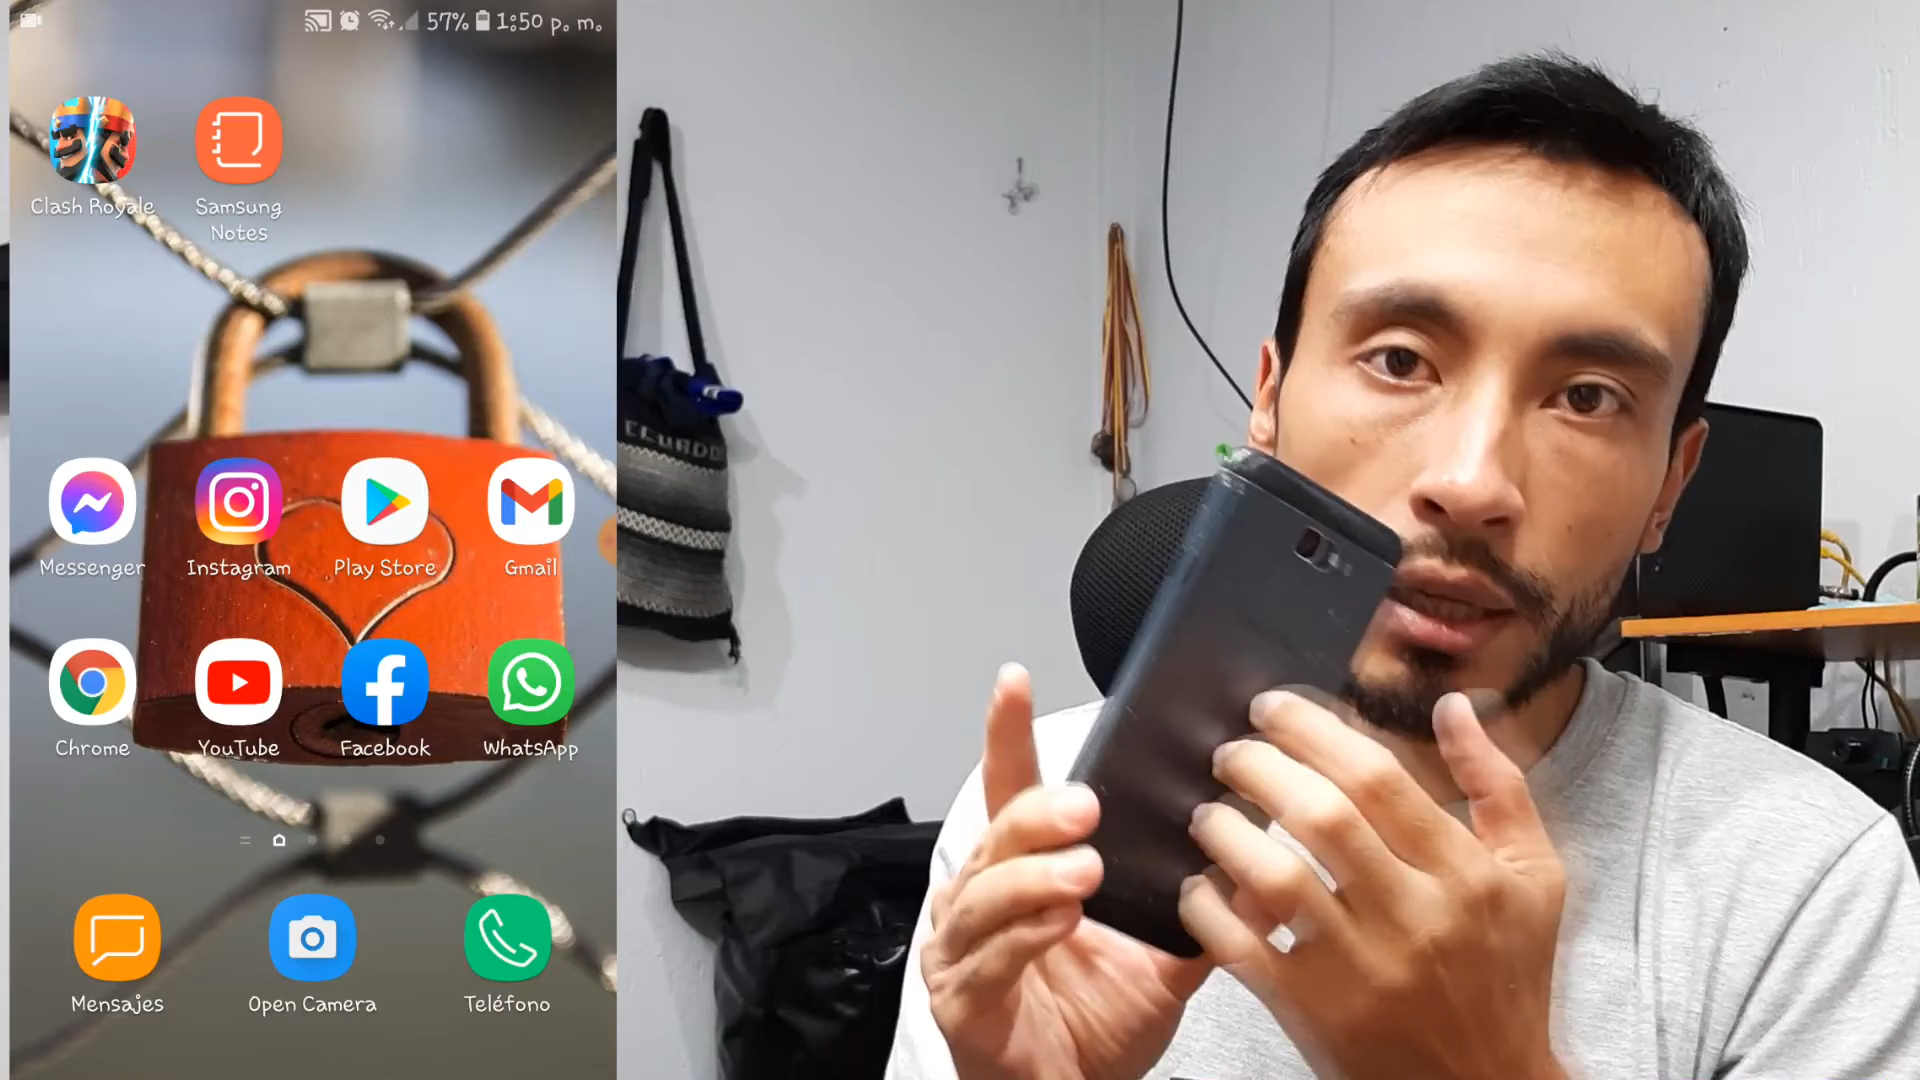 57% 1:50 p. m.
Clash Royale
Samsung
Notes
Messenger
Instagram
Play Store
Gmail
Chrome
YouTube
Facebook
WhatsApp
Mensajes
Open Camera
Teléfono
ECUADO